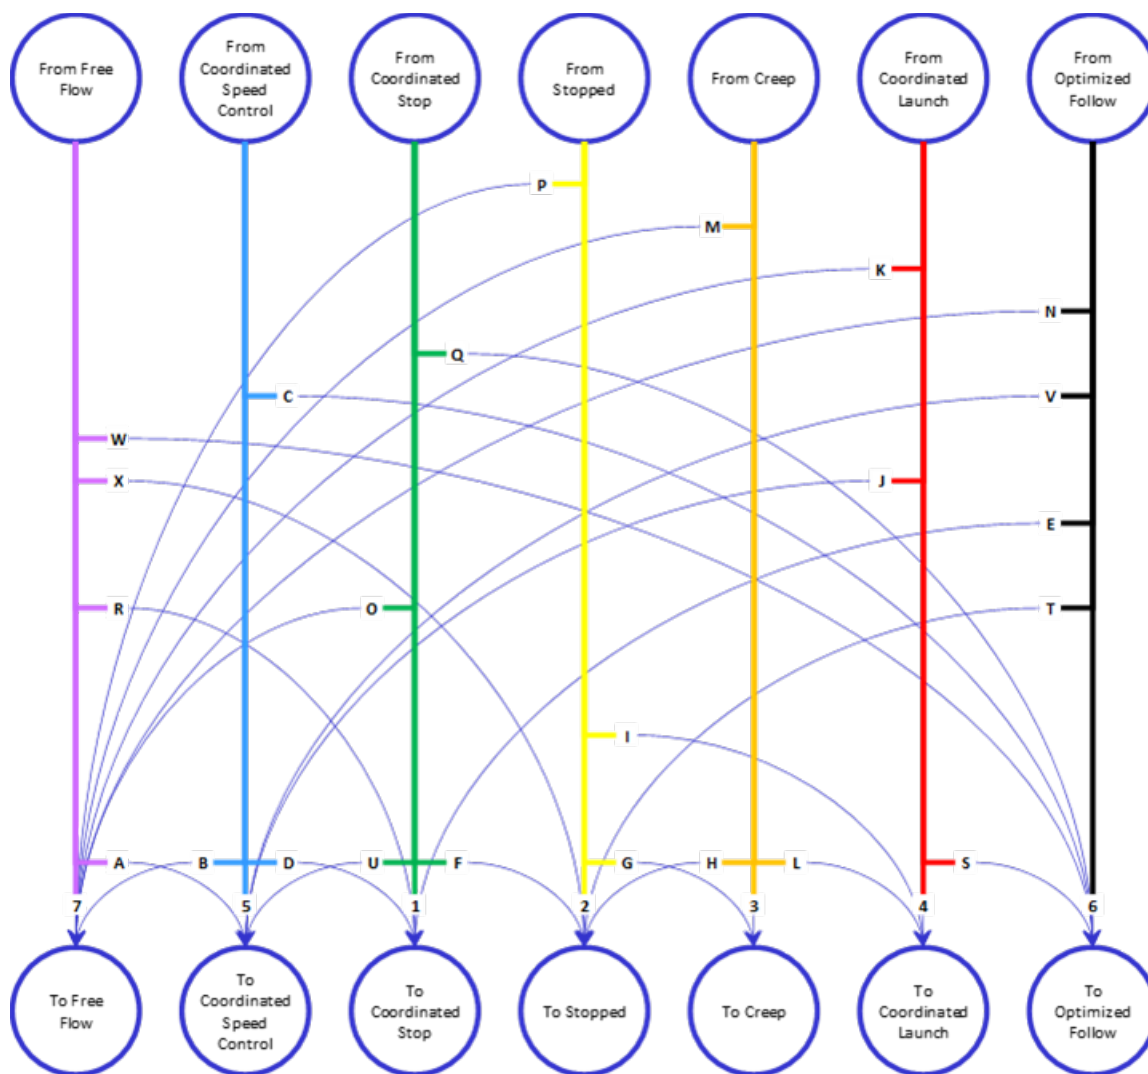 From Free
Flow
From
Coordinated
Speed
Control
From
Coordinated
Stop
From
Stopped
From Creep
From
Coordinated
Launch
From
Optimized
Follow
P
M
K
N
Q
C
V
W
X
J
E
R
O
T
I
A
B
D
U
F
G
H
L
S
7
5
1
2
3
4
6
To Free
Flow
To
Coordinated
Speed
Control
To
Coordinated
Stop
To Stopped
To Creep
To
Coordinated
Launch
To
Optimized
Follow